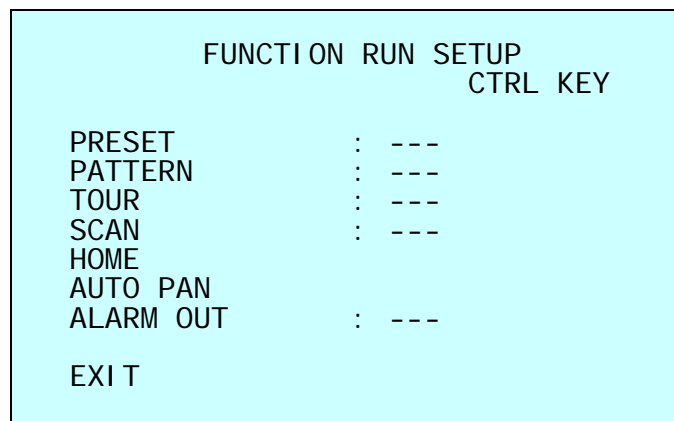 FUNCTION RUN SETUP
CTRL KEY
PRESET : ---
PATTERN : ---
TOUR : ---
SCAN : ---
HOME
AUTO PAN
ALARM OUT : ---
EXIT